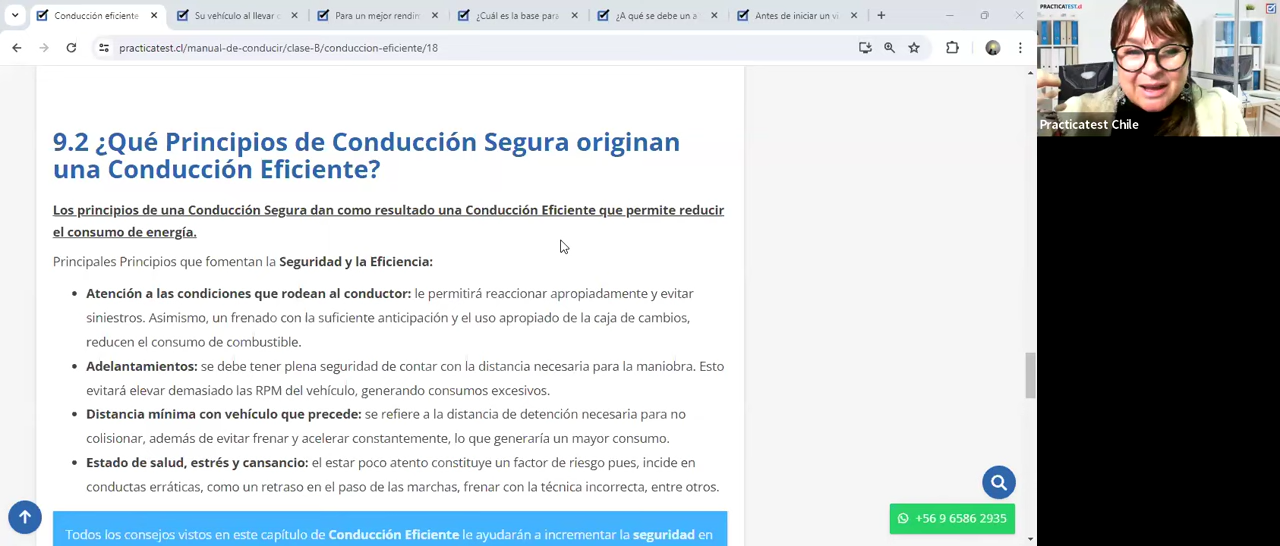 Conducción eficiente
Su vehículo al llevar
Para un mejor rendin
¿Cuál es la base para
¿A qué se debe un a
Antes de iniciar un vi
practicatest.cl/manual-de-conducir/clase-B/conduccion-eficiente/18
PRACTICATEST.cl
Practicatest Chile
9.2 ¿Qué Principios de Conducción Segura originan
una Conducción Eficiente?
Los principios de una Conducción Segura dan como resultado una Conducción Eficiente que permite reducir
el consumo de energía.
Principales Principios que fomentan la Seguridad y la Eficiencia:
• Atención a las condiciones que rodean al conductor: le permitirá reaccionar apropiadamente y evitar
siniestros. Asimismo, un frenado con la suficiente anticipación y el uso apropiado de la caja de cambios,
reducen el consumo de combustible.
• Adelantamientos: se debe tener plena seguridad de contar con la distancia necesaria para la maniobra. Esto
evitará elevar demasiado las RPM del vehículo, generando consumos excesivos.
• Distancia mínima con vehículo que precede: se refiere a la distancia de detención necesaria para no
colisionar, además de evitar frenar y acelerar constantemente, lo que generaría un mayor consumo.
• Estado de salud, estrés y cansancio: el estar poco atento constituye un factor de riesgo pues, incide en
conductas erráticas, como un retraso en el paso de las marchas, frenar con la técnica incorrecta, entre otros.
Todos los consejos vistos en este capítulo de Conducción Eficiente le ayudarán a incrementar la seguridad en
+56 9 6586 2935